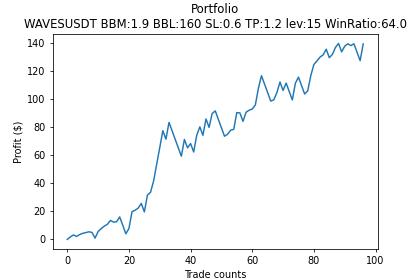 Portfolio
WAVESUSDT BBM:1.9 BBL:160 SL:0.6 TP:1.2 lev:15 WinRatio:64.0
140
120
100
80
60
40
20
0
Profit ($)
0 20 40 60 80 100
Trade counts